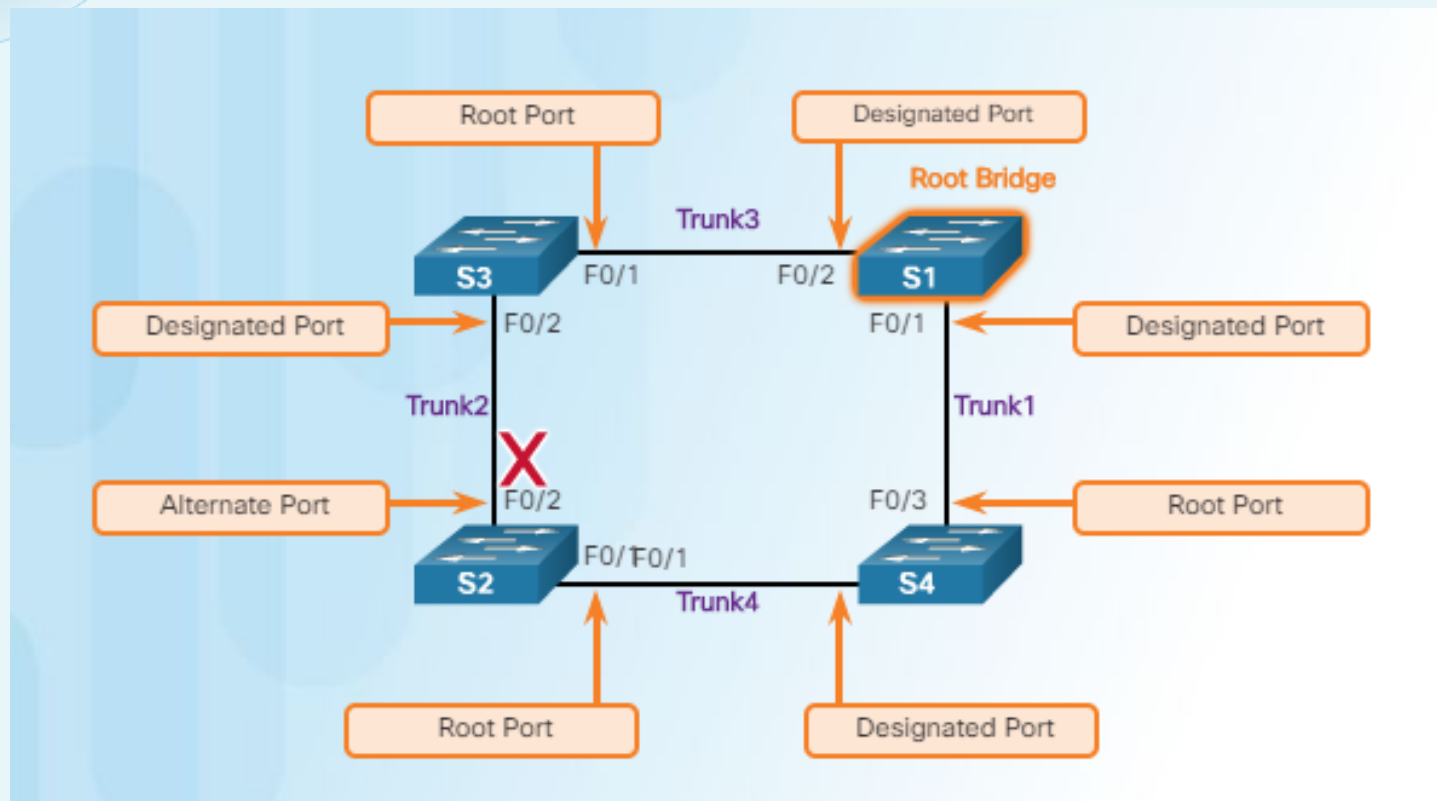 Root Port
Designated Port
Root Bridge
Trunk3
S3
F0/1
F0/2
S1
Designated Port
F0/2
F0/1
Designated Port
Trunk2
Trunk1
X
Alternate Port
F0/2
F0/3
Root Port
F0/1
F0/1
S2
Trunk4
S4
Root Port
Designated Port